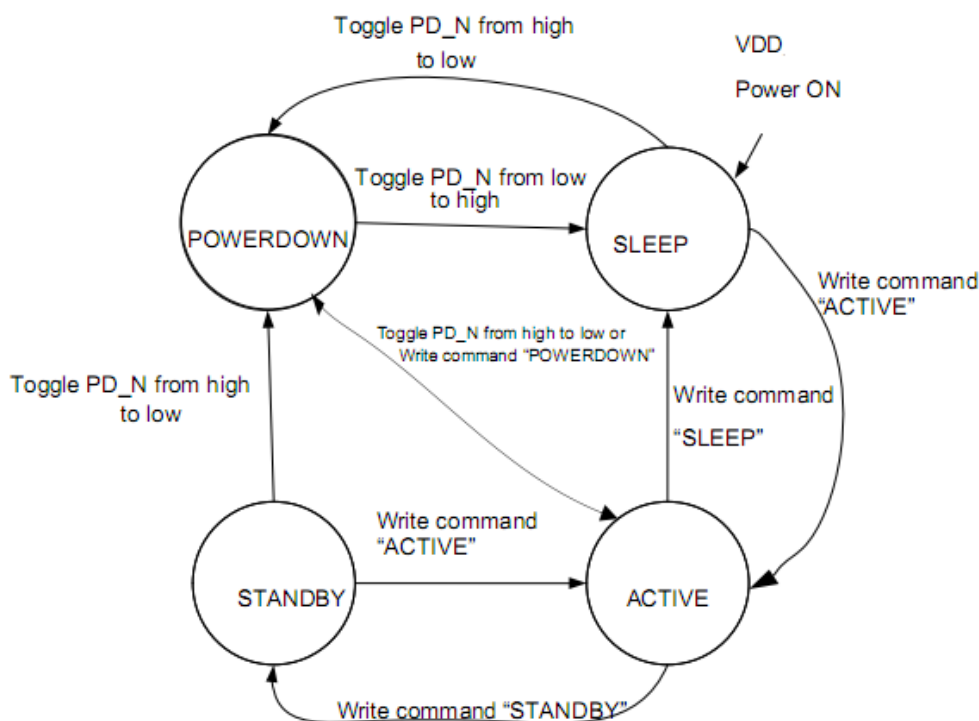 Toggle PD_N from high
to low
VDD
Power ON
Toggle PD_N from low
to high
POWERDOWN
SLEEP
Write command
“ACTIVE”
Toggle PD_N from high to low or
Write command “POWERDOWN”
Toggle PD_N from high
to low
Write command
“SLEEP”
Write command
“ACTIVE”
STANDBY
ACTIVE
Write command “STANDBY”